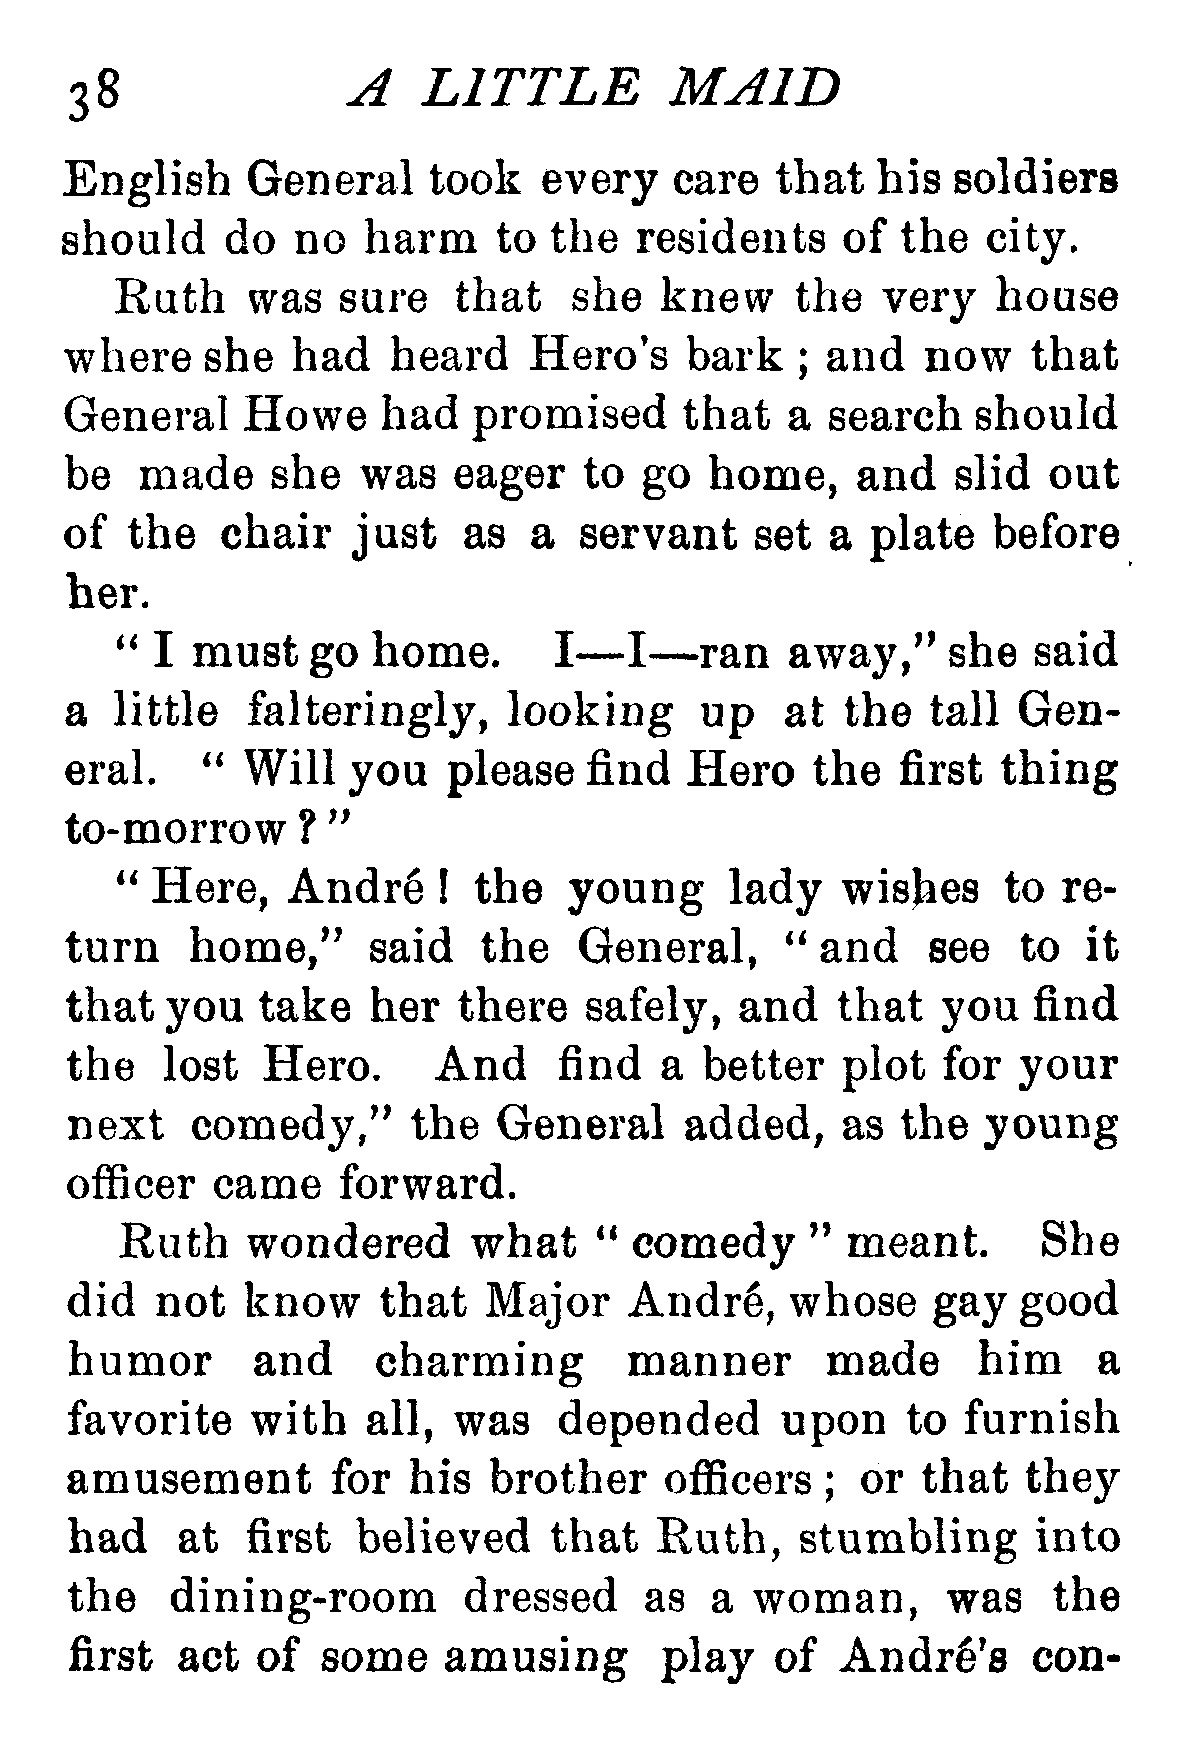 38 A LITTLE MAID
English General took every care that his soldiers
should do no harm to the residents of the city.
Ruth was sure that she knew the very house
where she had heard Hero's bark ; and now that
General Howe had promised that a search should
be made she was eager to go home, and slid out
of the chair just as a servant set a plate before
her.
“ I must go home. I—I—ran away,” she said
a little falteringly, looking up at the tall Gen-
eral. “ Will you please find Hero the first thing
to-morrow ? ”
“ Here, André ! the young lady wishes to re-
turn home,” said the General, “ and see to it
that you take her there safely, and that you find
the lost Hero. And find a better plot for your
next comedy,” the General added, as the young
officer came forward.
Ruth wondered what “ comedy ” meant. She
did not know that Major André, whose gay good
humor and charming manner made him a
favorite with all, was depended upon to furnish
amusement for his brother officers ; or that they
had at first believed that Ruth, stumbling into
the dining-room dressed as a woman, was the
first act of some amusing play of André's con-